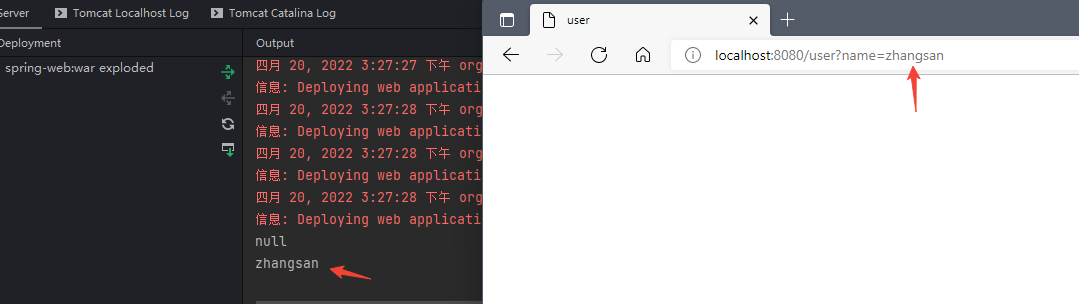 Server
Tomcat Localhost Log
Tomcat Catalina Log
Deployment
Output
spring-web:war exploded
四月 20, 2022 3:27:27 下午 org
信息: Deploying web applicati
四月 20, 2022 3:27:28 下午 org
信息: Deploying web applicati
四月 20, 2022 3:27:28 下午 org
信息: Deploying web applicati
四月 20, 2022 3:27:28 下午 org
信息: Deploying web applicati
null
zhangsan
user
localhost:8080/user?name=zhangsan